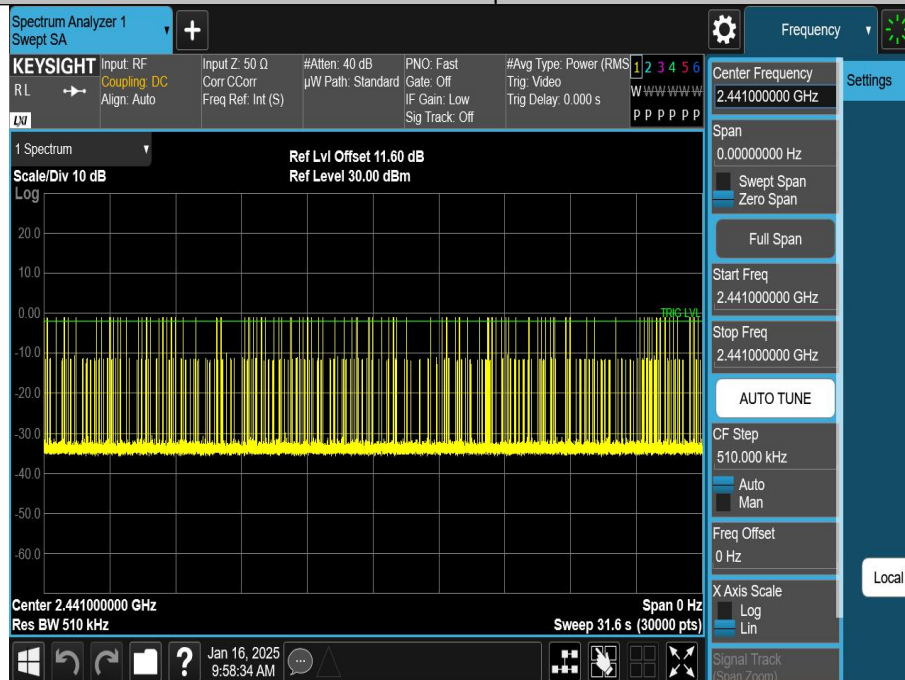 Spectrum Analyzer 1
Swept SA
+
Frequency
KEYSIGHT
RL
LXI
Input: RF
Coupling: DC
Align: Auto
Input Z: 50 Ω
Corr CCorr
Freq Ref: Int (S)
#Atten: 40 dB
µW Path: Standard
PNO: Fast
Gate: Off
IF Gain: Low
Sig Track: Off
#Avg Type: Power (RMS
Trig: Video
Trig Delay: 0.000 s
1 2 3 4 5 6
W W W W W W
P P P P P P
1 Spectrum
Scale/Div 10 dB
Ref Lvl Offset 11.60 dB
Ref Level 30.00 dBm
Log
20.0
10.0
0.00
TRIG LVL
-10.0
-20.0
-30.0
-40.0
-50.0
-60.0
Center 2.441000000 GHz
Span 0 Hz
Res BW 510 kHz
Sweep 31.6 s (30000 pts)
Center Frequency
2.441000000 GHz
Settings
Span
0.00000000 Hz
Swept Span
Zero Span
Full Span
Start Freq
2.441000000 GHz
Stop Freq
2.441000000 GHz
AUTO TUNE
CF Step
510.000 kHz
Auto
Man
Freq Offset
0 Hz
Local
X Axis Scale
Log
Lin
Signal Track
(Span Zoom)
?
Jan 16, 2025
9:58:34 AM